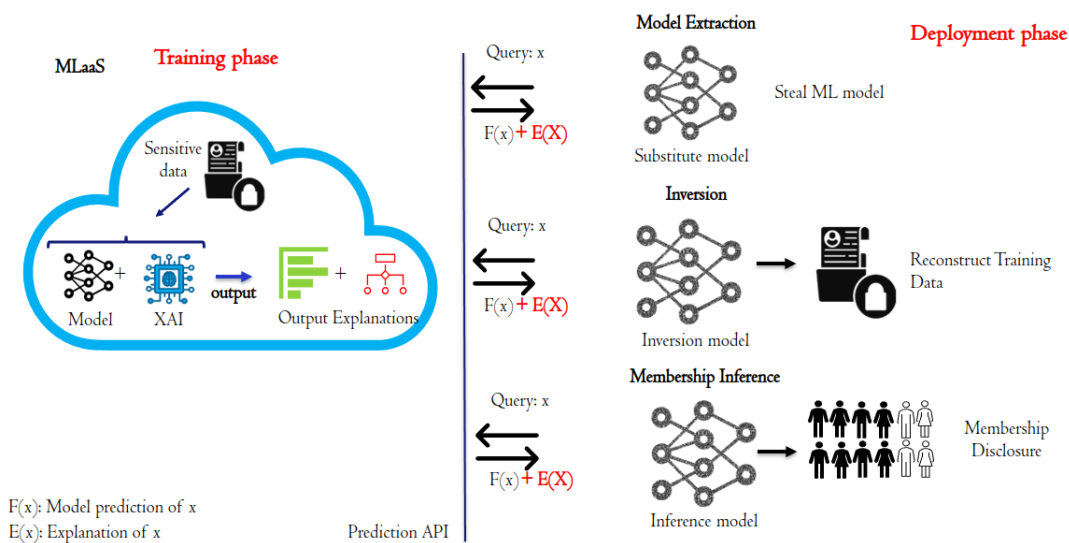 MLaaS
Training phase
Sensitive
data
Model
+
XAI
output
+
Output Explanations
F(x): Model prediction of x
E(x): Explanation of x
Prediction API
Query: x
F(x)+ E(X)
Query: x
F(x)+ E(X)
Query: x
F(x)+ E(X)
Deployment phase
Model Extraction
Steal ML model
Substitute model
Inversion
Reconstruct Training
Data
Inversion model
Membership Inference
Membership
Disclosure
Inference model